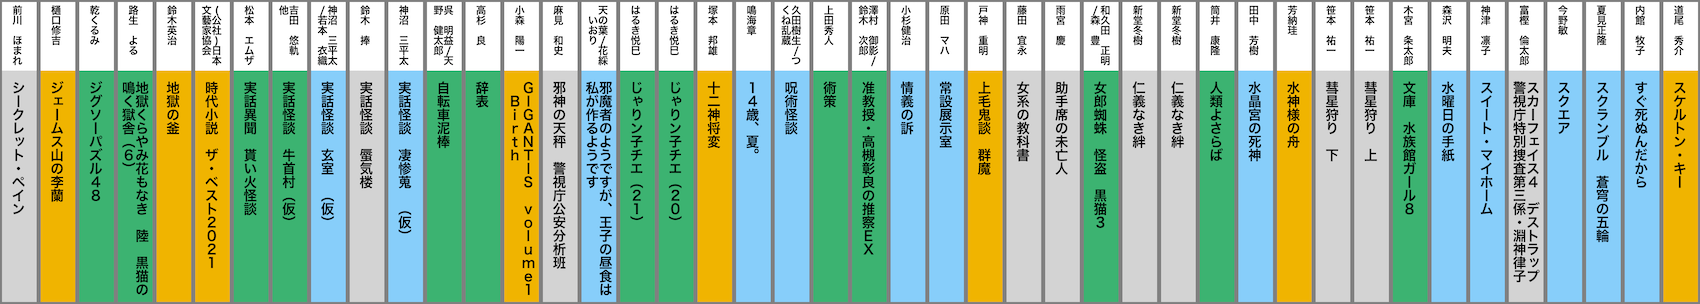 道尾　秀介
スケルトン・キー
内館　牧子
すぐ死ぬんだから
夏見正隆
スクランブル　蒼穹の五輪
今野敏
スクエア
富樫　倫太郎
スカーフェイス４　デストラップ
警視庁特別捜査第三係・淵神律子
神津　凛子
スイート・マイホーム
森沢　明夫
水曜日の手紙
木宮　条太郎
文庫　水族館ガール８
笹本　祐一
彗星狩り　上
笹本　祐一
彗星狩り　下
芳納珪
水神様の舟
田中　芳樹
水晶宮の死神
筒井　康隆
人類よさらば
新堂冬樹
仁義なき絆
新堂冬樹
仁義なき絆
和久田　正明
/森　豊
女郎蜘蛛　怪盗　黒猫３
雨宮　慶
助手席の未亡人
藤田　宜永
女系の教科書
戸神　重明
上毛鬼談　群魔
原田　マハ
常設展示室
小杉健治
情義の訴
澤村　御影/
鈴木　次郎
准教授・高槻彰良の推察ＥＸ
上田秀人
術策
久田樹生/つ
くね乱蔵
呪術怪談
鳴海章
１４歳、夏。
塚本　邦雄
十二神将変
はるき悦巳
じゃりン子チエ（２０）
はるき悦巳
じゃりン子チエ（２１）
天の葉/花綵
いおり
邪魔者のようですが、王子の昼食は
私が作るようです
麻見　和史
邪神の天秤　警視庁公安分析班
小森　陽一
ＧＩＧＡＮＴＩＳ　ｖｏｌｕｍｅ１
Ｂｉｒｔｈ
高杉　良
辞表
呉　明益/天
野　健太郎
自転車泥棒
神沼　三平太
実話怪談　凄惨蒐　（仮）
鈴木　捧
実話怪談　蜃気楼
神沼　三平太
/若本　衣織
実話怪談　玄室　（仮）
吉田　悠軌
他
実話怪談　牛首村　（仮）
松本　エムザ
実話異聞　貰い火怪談
(公社)日本
文藝家協会
時代小説　ザ・ベスト２０２１
鈴木英治
地獄の釜
路生　よる
地獄くらやみ花もなき　陸　黒猫の
鳴く獄舎（６）
乾くるみ
ジグソーパズル４８
樋口修吉
ジェームス山の李蘭
前川　ほまれ
シークレット・ペイン